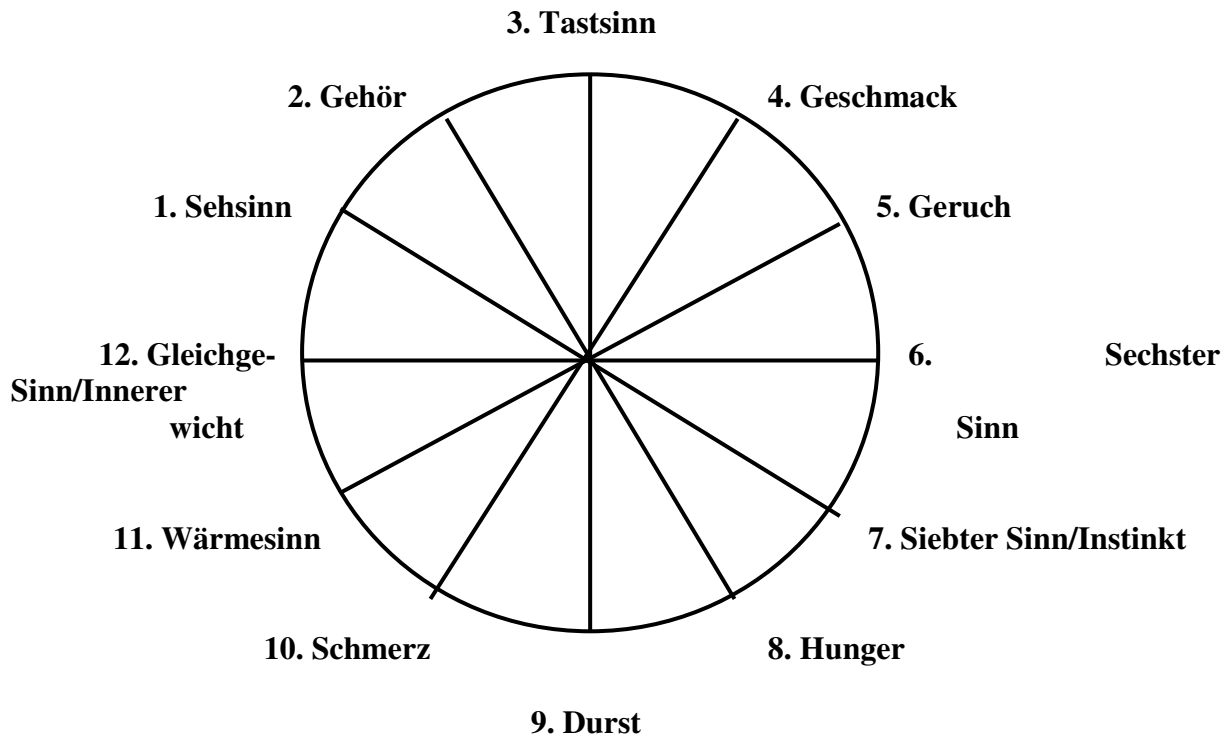 3. Tastsinn
2. Gehör
4. Geschmack
1. Sehsinn
5. Geruch
12. Gleichge-
6. Sechster
Sinn/Innerer
wicht
Sinn
11. Wärmesinn
7. Siebter Sinn/Instinkt
10. Schmerz
8. Hunger
9. Durst